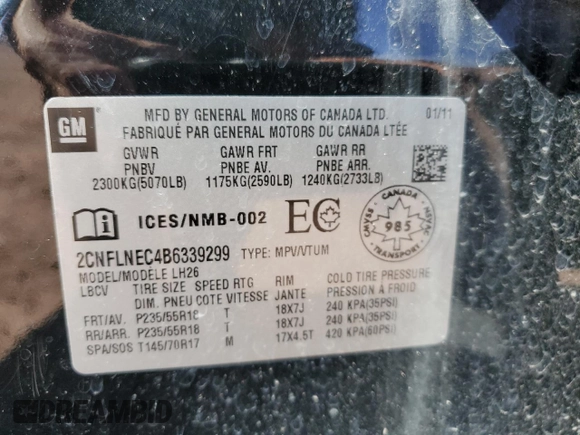 GM
MFD BY GENERAL MOTORS OF CANADA LTD. 01/11
FABRIQUÉ PAR GENERAL MOTORS DU CANADA LTÉE
GVWR GAWR FRT GAWR RR
PNBV PNBE AV. PNBE ARR.
2300KG(5070LB) 1175KG(2590LB) 1240KG(2733LB)
i ICES/NMB-002 EC CANADA 985 CMVSS NSVAC
2CNFLNEC4B6339299 TYPE: MPV/VTUM
MODEL/MODÈLE LH26
LBCV TIRE SIZE SPEED RTG RIM COLD TIRE PRESSURE
DIM. PNEU COTE VITESSE JANTE PRESSION À FROID
FRT/AV. P235/55R18 T 18X7J 240 KPA(35PSI)
RR/ARR. P235/55R18 T 18X7J 240 KPA(35PSI)
SPA/SOS T145/70R17 M 17X4.5T 420 KPA(60PSI)
DREAMBID